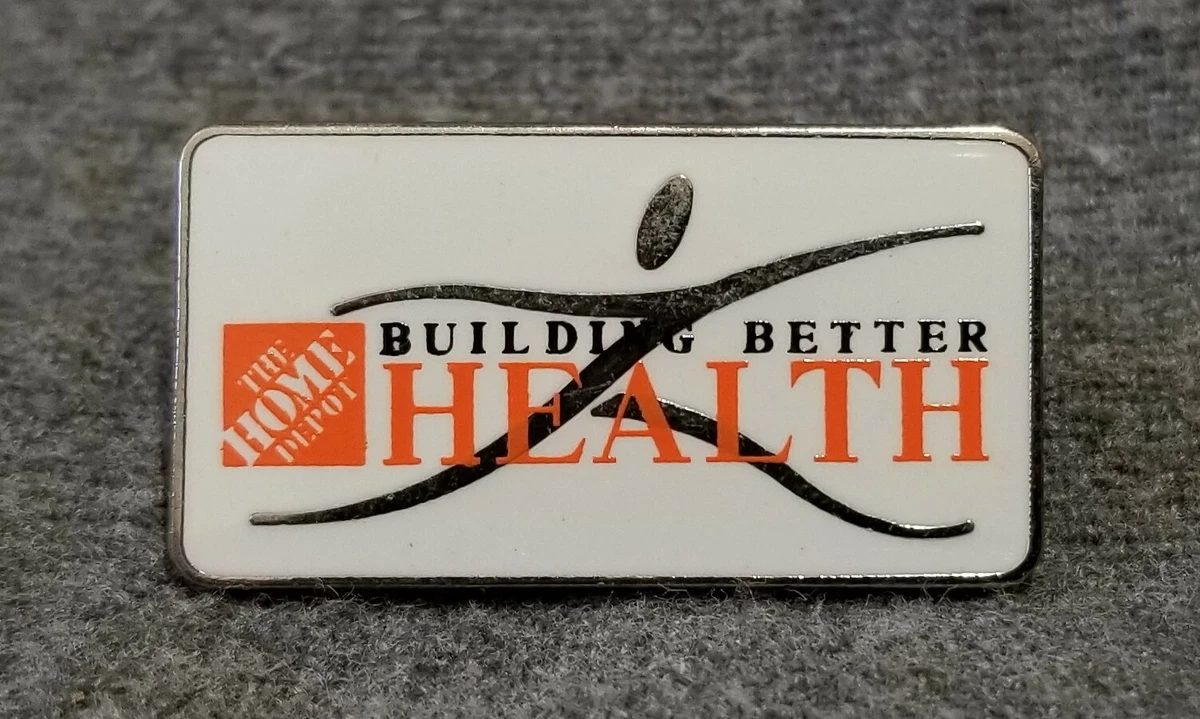 THE
HOME
DEPOT
BUILDING BETTER
HEALTH